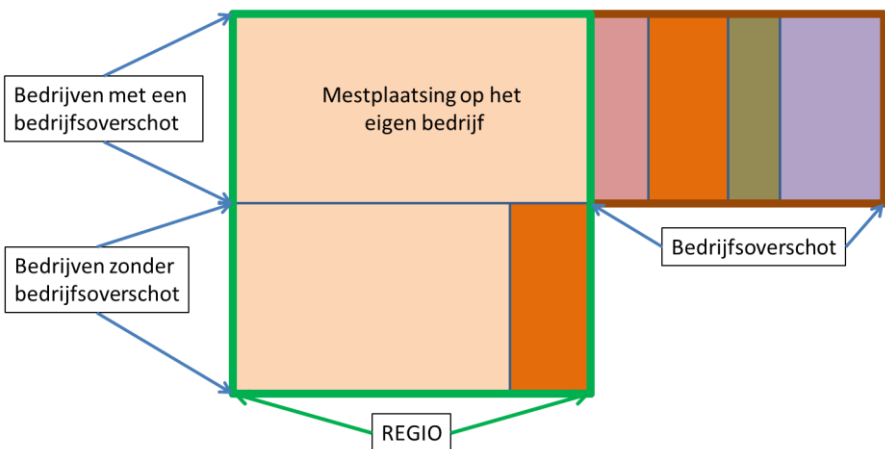 Bedrijven met een
bedrijfsoverschot
Mestplaatsing op het
eigen bedrijf
Bedrijven zonder
bedrijfsoverschot
Bedrijfsoverschot
REGIO